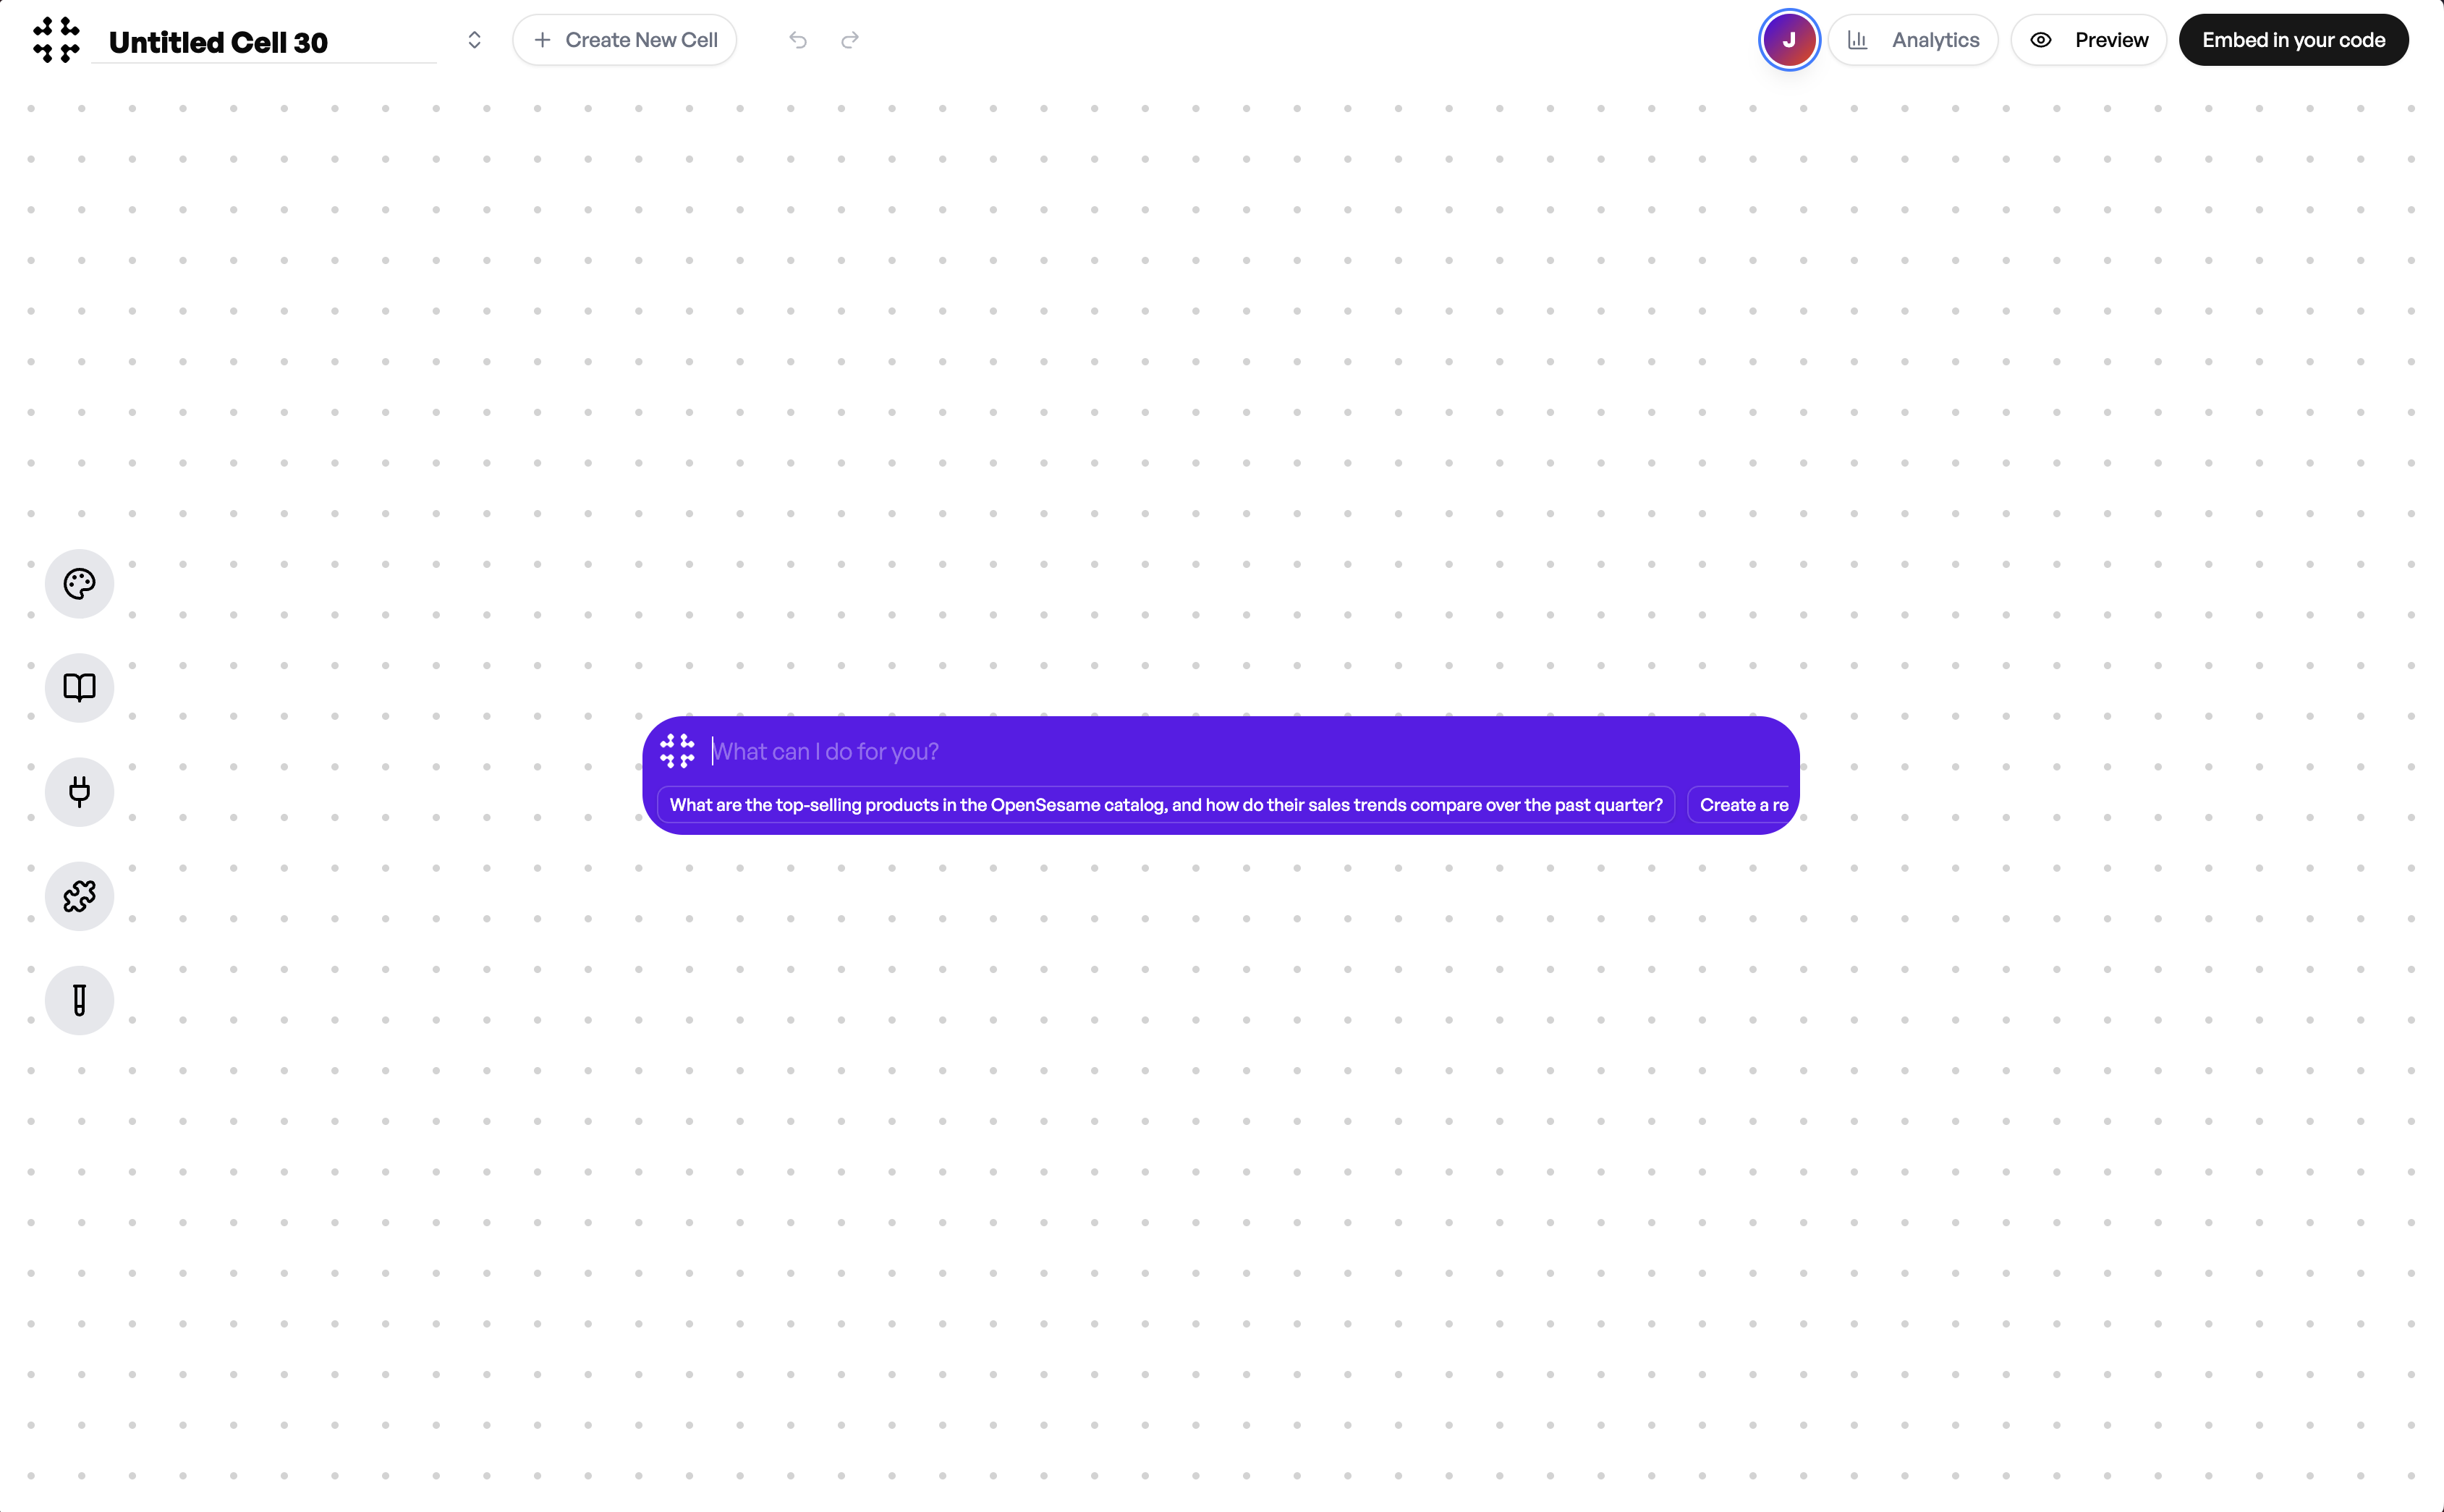 Untitled Cell 30
Create New Cell
J
Analytics
Preview
Embed in your code
What can I do for you?
What are the top-selling products in the OpenSesame catalog, and how do their sales trends compare over the past quarter?
Create a re